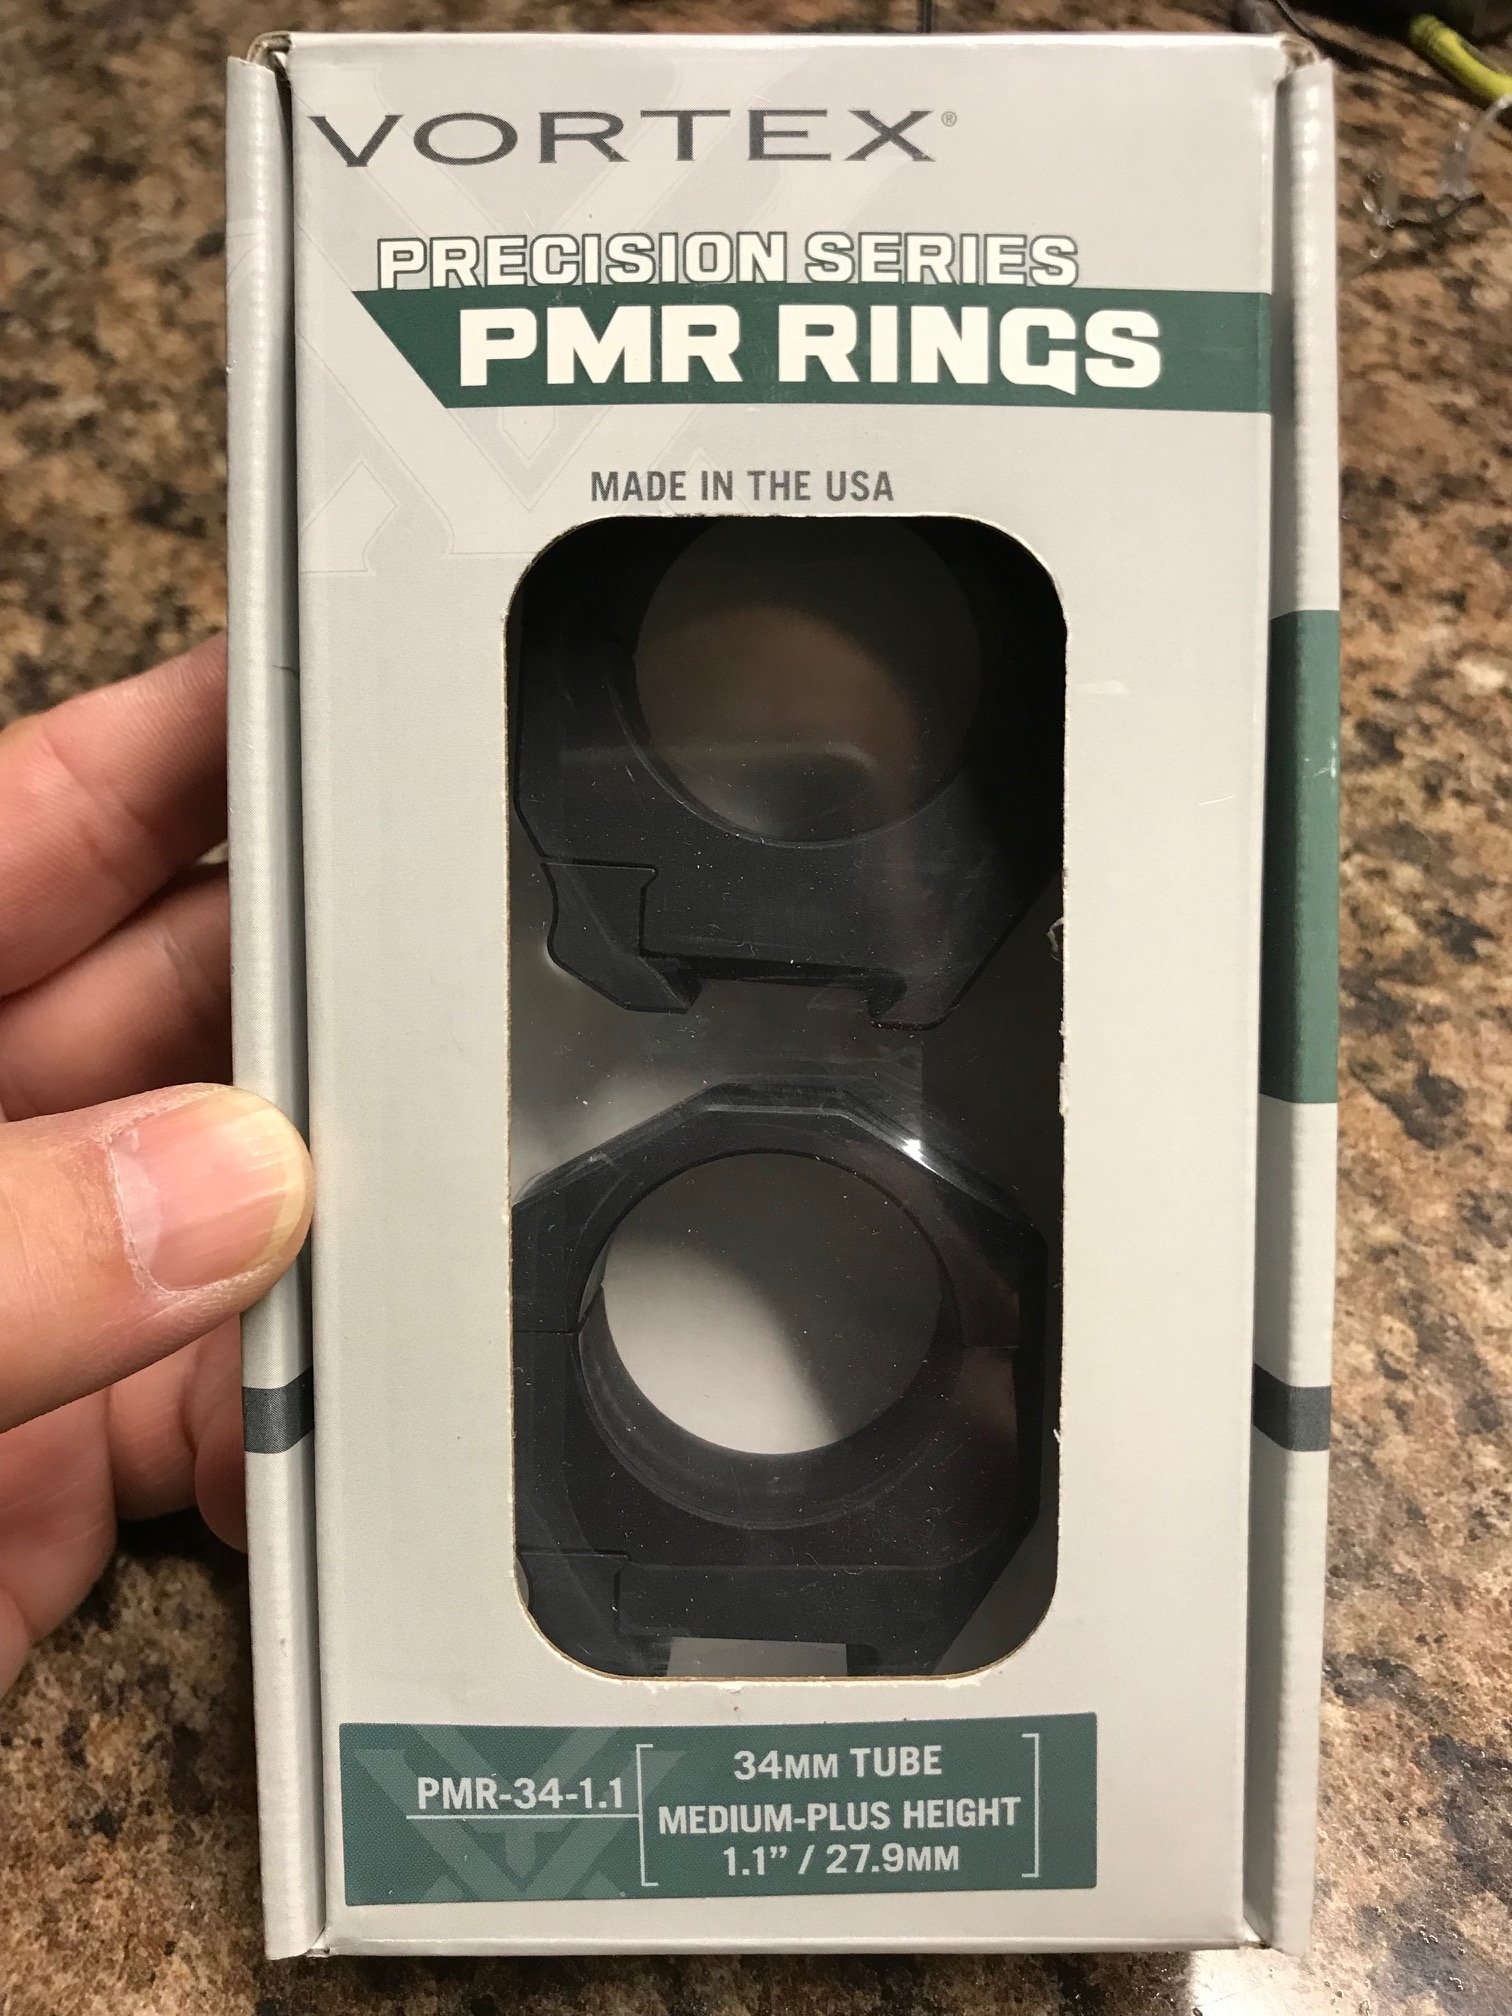 VORTEX®
PRECISION SERIES
PMR RINGS
MADE IN THE USA
PMR-34-1.1
34MM TUBE
MEDIUM-PLUS HEIGHT
1.1” / 27.9MM